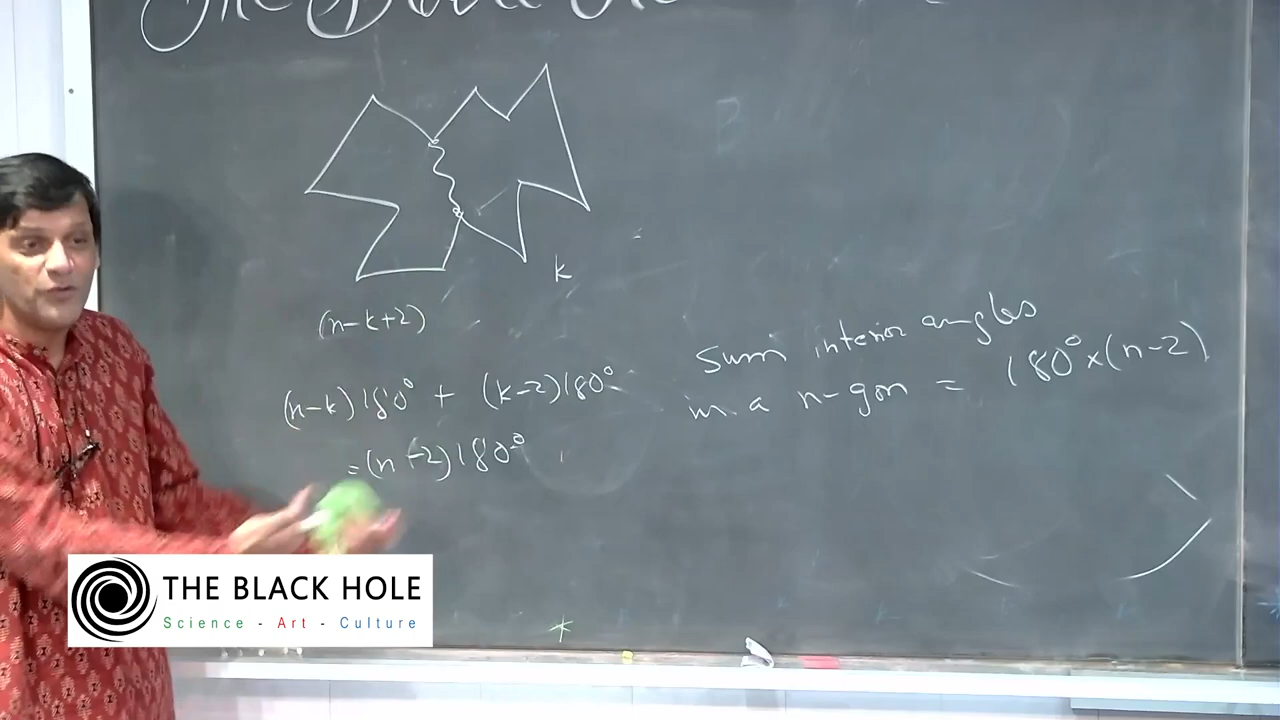 The
k
(n-k+2)
Sum interior angles
in a n-gon = 180°×(n-2)
(n-k)180° + (k-2)180°
=(n-2)180°
THE BLACK HOLE
Science - Art - Culture